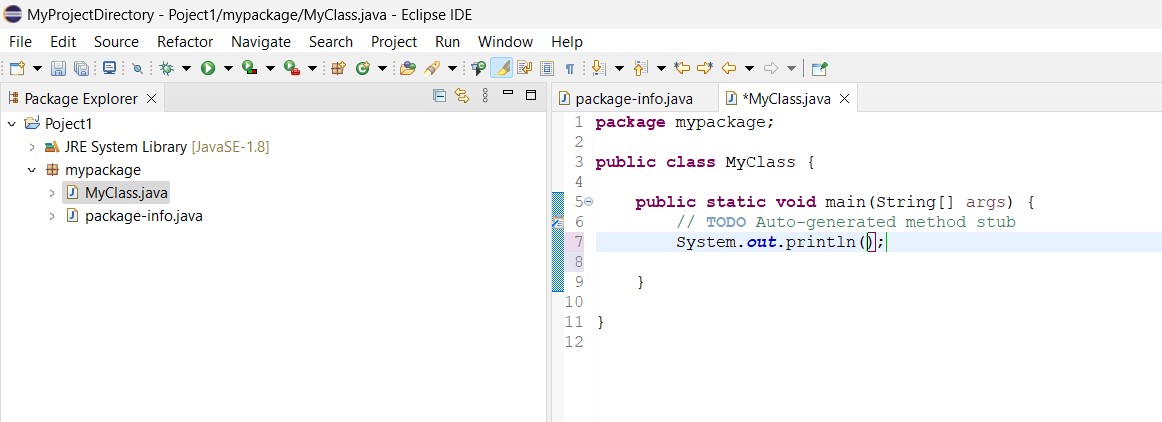 MyProjectDirectory - Poject1/mypackage/MyClass.java - Eclipse IDE
File Edit Source Refactor Navigate Search Project Run Window Help
Package Explorer
Poject1
JRE System Library [JavaSE-1.8]
mypackage
MyClass.java
package-info.java
package-info.java *MyClass.java
1 package mypackage;
2
3 public class MyClass {
4
5 public static void main(String[] args) {
6 // TODO Auto-generated method stub
7 System.out.println();
8
9 }
10
11 }
12